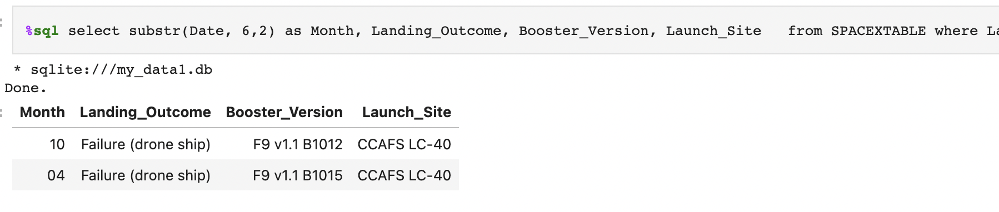 %sql select substr(Date, 6,2) as Month, Landing_Outcome, Booster_Version, Launch_Site   from SPACEXTABLE where
* sqlite:///my_data1.db
Done.
Month Landing_Outcome Booster_Version Launch_Site
10 Failure (drone ship) F9 v1.1 B1012 CCAFS LC-40
04 Failure (drone ship) F9 v1.1 B1015 CCAFS LC-40